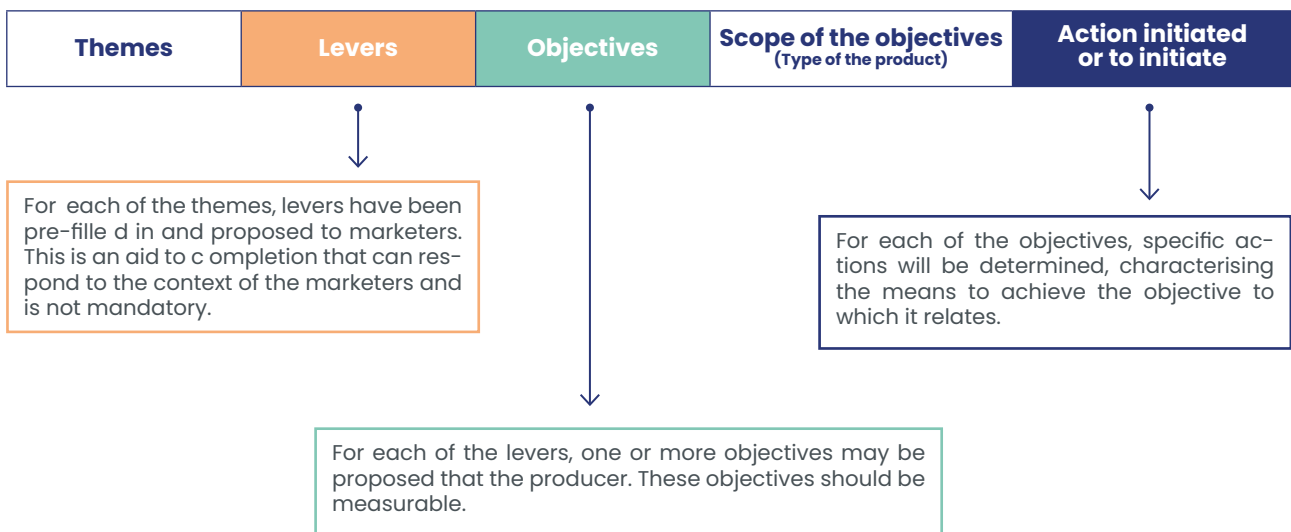 Themes
Levers
Objectives
Scope of the objectives
(Type of the product)
Action initiated
or to initiate
For each of the themes, levers have been
pre-fille d in and proposed to marketers.
This is an aid to c ompletion that can res-
pond to the context of the marketers and
is not mandatory.
For each of the objectives, specific ac-
tions will be determined, characterising
the means to achieve the objective to
which it relates.
For each of the levers, one or more objectives may be
proposed that the producer. These objectives should be
measurable.